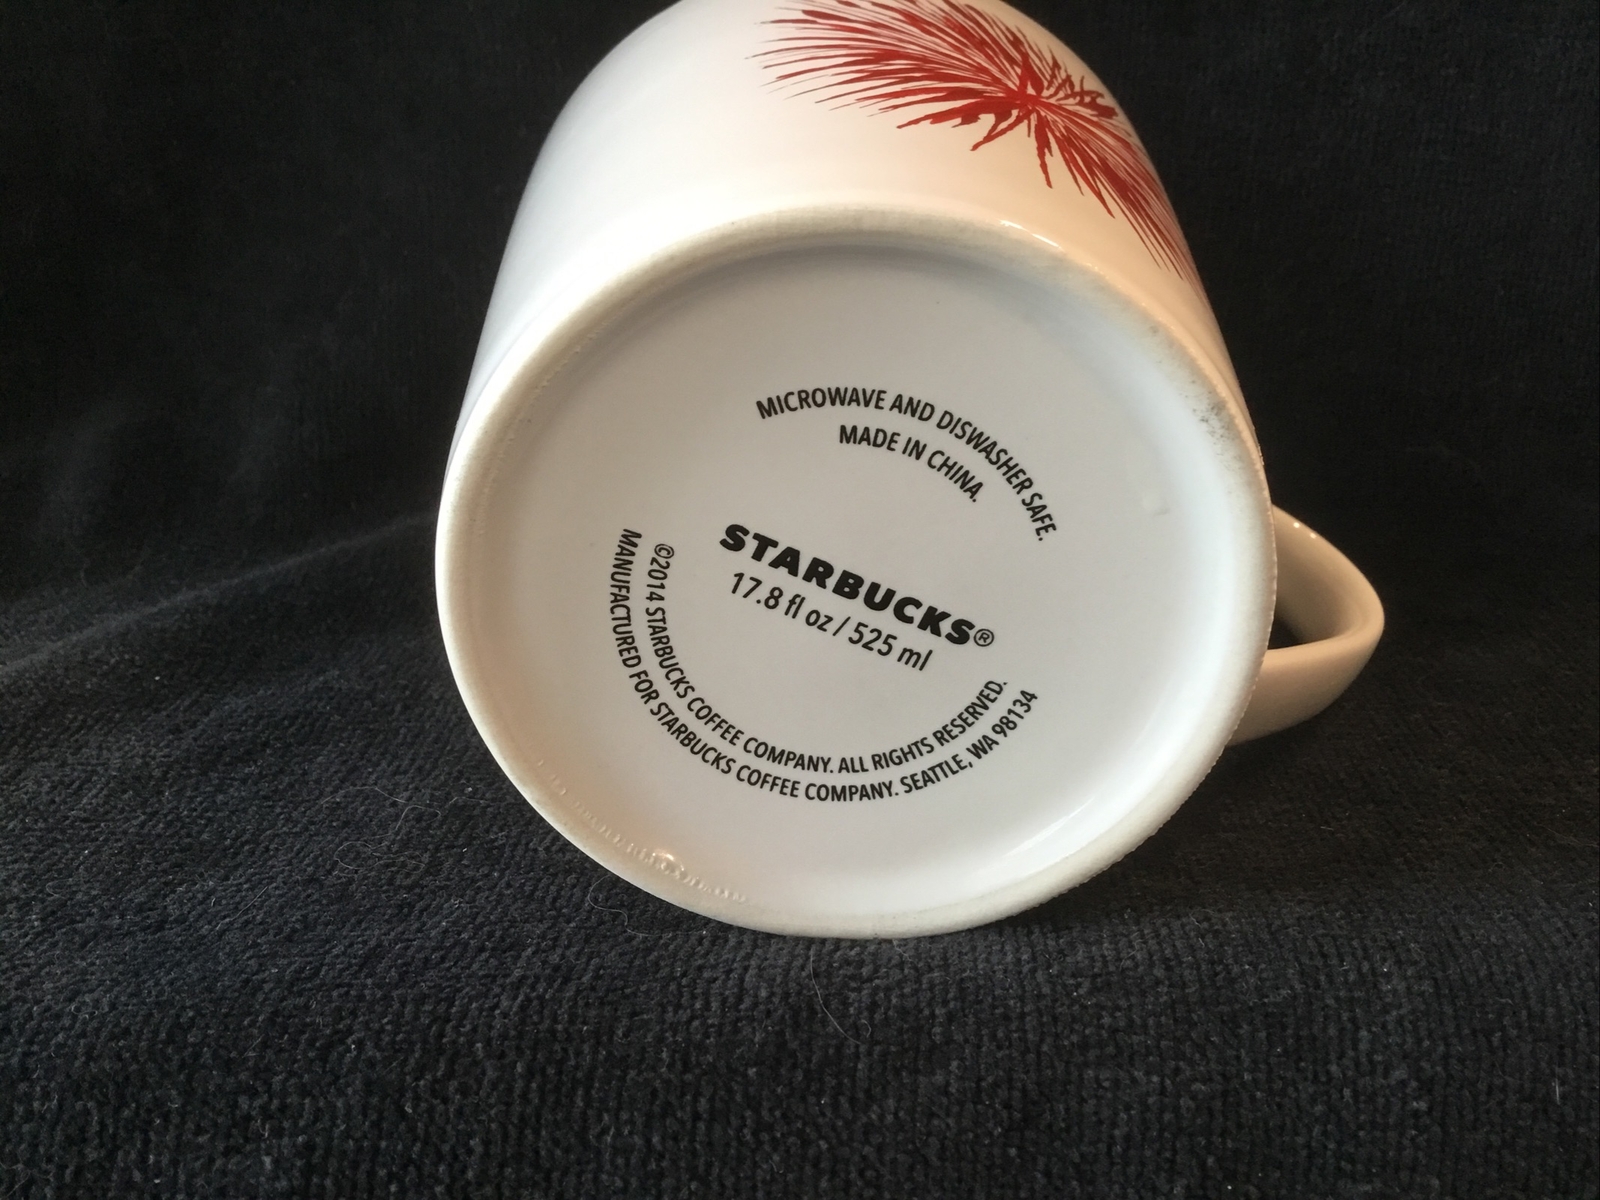 MICROWAVE AND DISWASHER SAFE.
MADE IN CHINA.
STARBUCKS®
17.8 fl oz / 525 ml
©2014 STARBUCKS COFFEE COMPANY. ALL RIGHTS RESERVED.
MANUFACTURED FOR STARBUCKS COFFEE COMPANY. SEATTLE, WA 98134